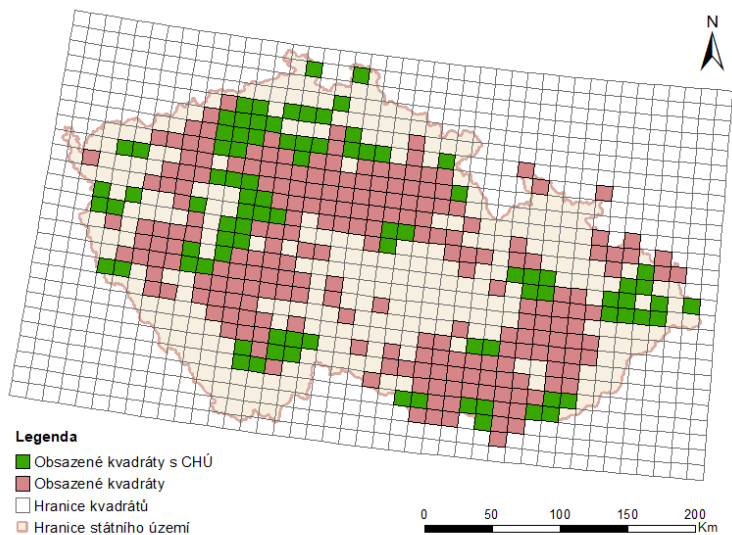 N
Legenda
Obsazené kvadráty s CHÚ
Obsazené kvadráty
Hranice kvadrátů
Hranice státního území
0 50 100 150 200
Km